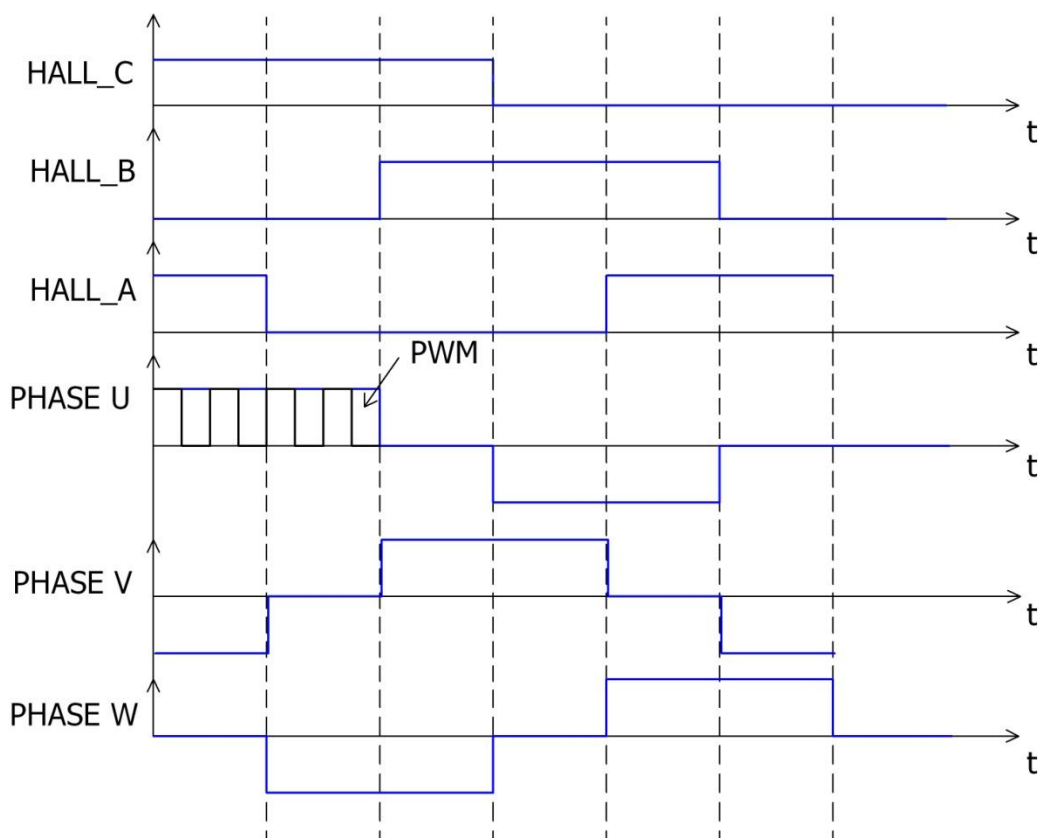 HALL_C
t
HALL_B
t
HALL_A
t
PWM
PHASE U
t
PHASE V
t
PHASE W
t